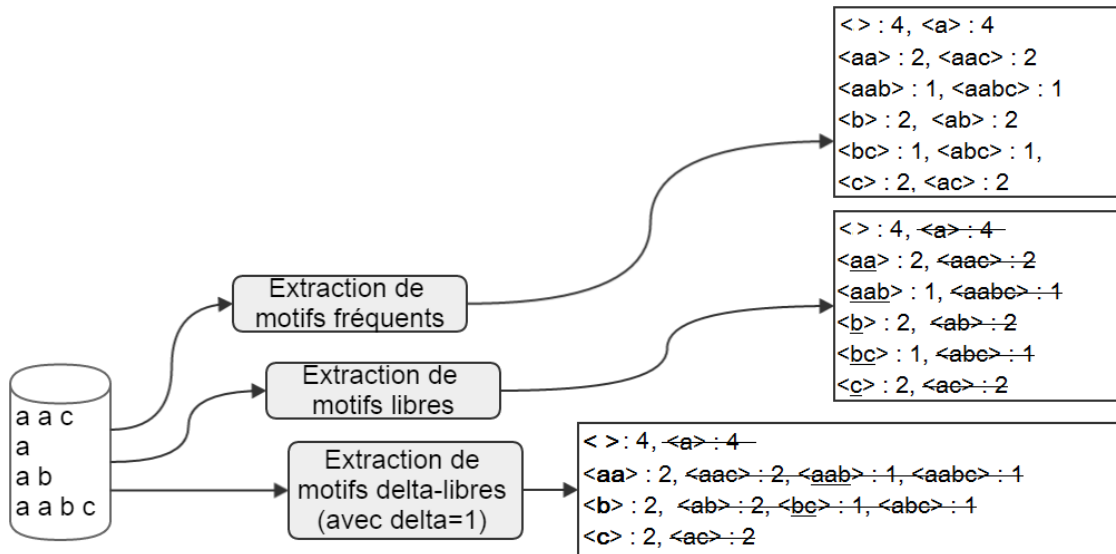 < > : 4, <a> : 4
<aa> : 2, <aac> : 2
<aab> : 1, <aabc> : 1
<b> : 2, <ab> : 2
<bc> : 1, <abc> : 1,
<c> : 2, <ac> : 2
< > : 4, <a> : 4
<aa> : 2, <aac> : 2
<aab> : 1, <aabc> : 1
<b> : 2, <ab> : 2
<bc> : 1, <abc> : 1
<c> : 2, <ac> : 2
Extraction de
motifs fréquents
Extraction de
motifs libres
a a c
a
a b
a a b c
Extraction de
motifs delta-libres
(avec delta=1)
< >: 4, <a> : 4
<aa> : 2, <aac> : 2, <aab> : 1, <aabc> : 1
<b> : 2, <ab> : 2, <bc> : 1, <abc> : 1
<c> : 2, <ac> : 2